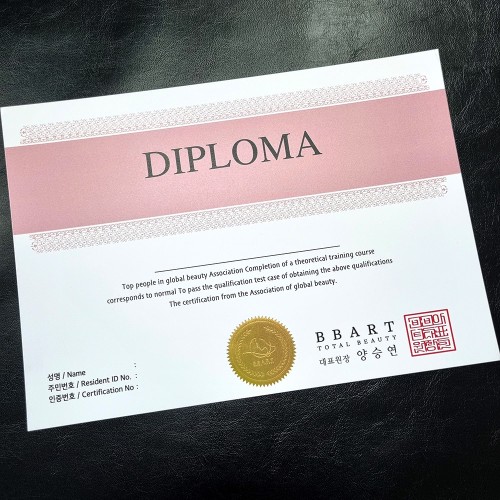 DIPLOMA
Top people in global beauty Association Completion of a theoretical training course
corresponds to normal To pass the qualification test case of obtaining the above qualifications
The certification from the Association of global beauty.
BBART
TOTAL BEAUTY
대표원장 양승연
BBART
성명 / Name :
주민번호 / Resident ID No. :
인증번호 / Certification No :